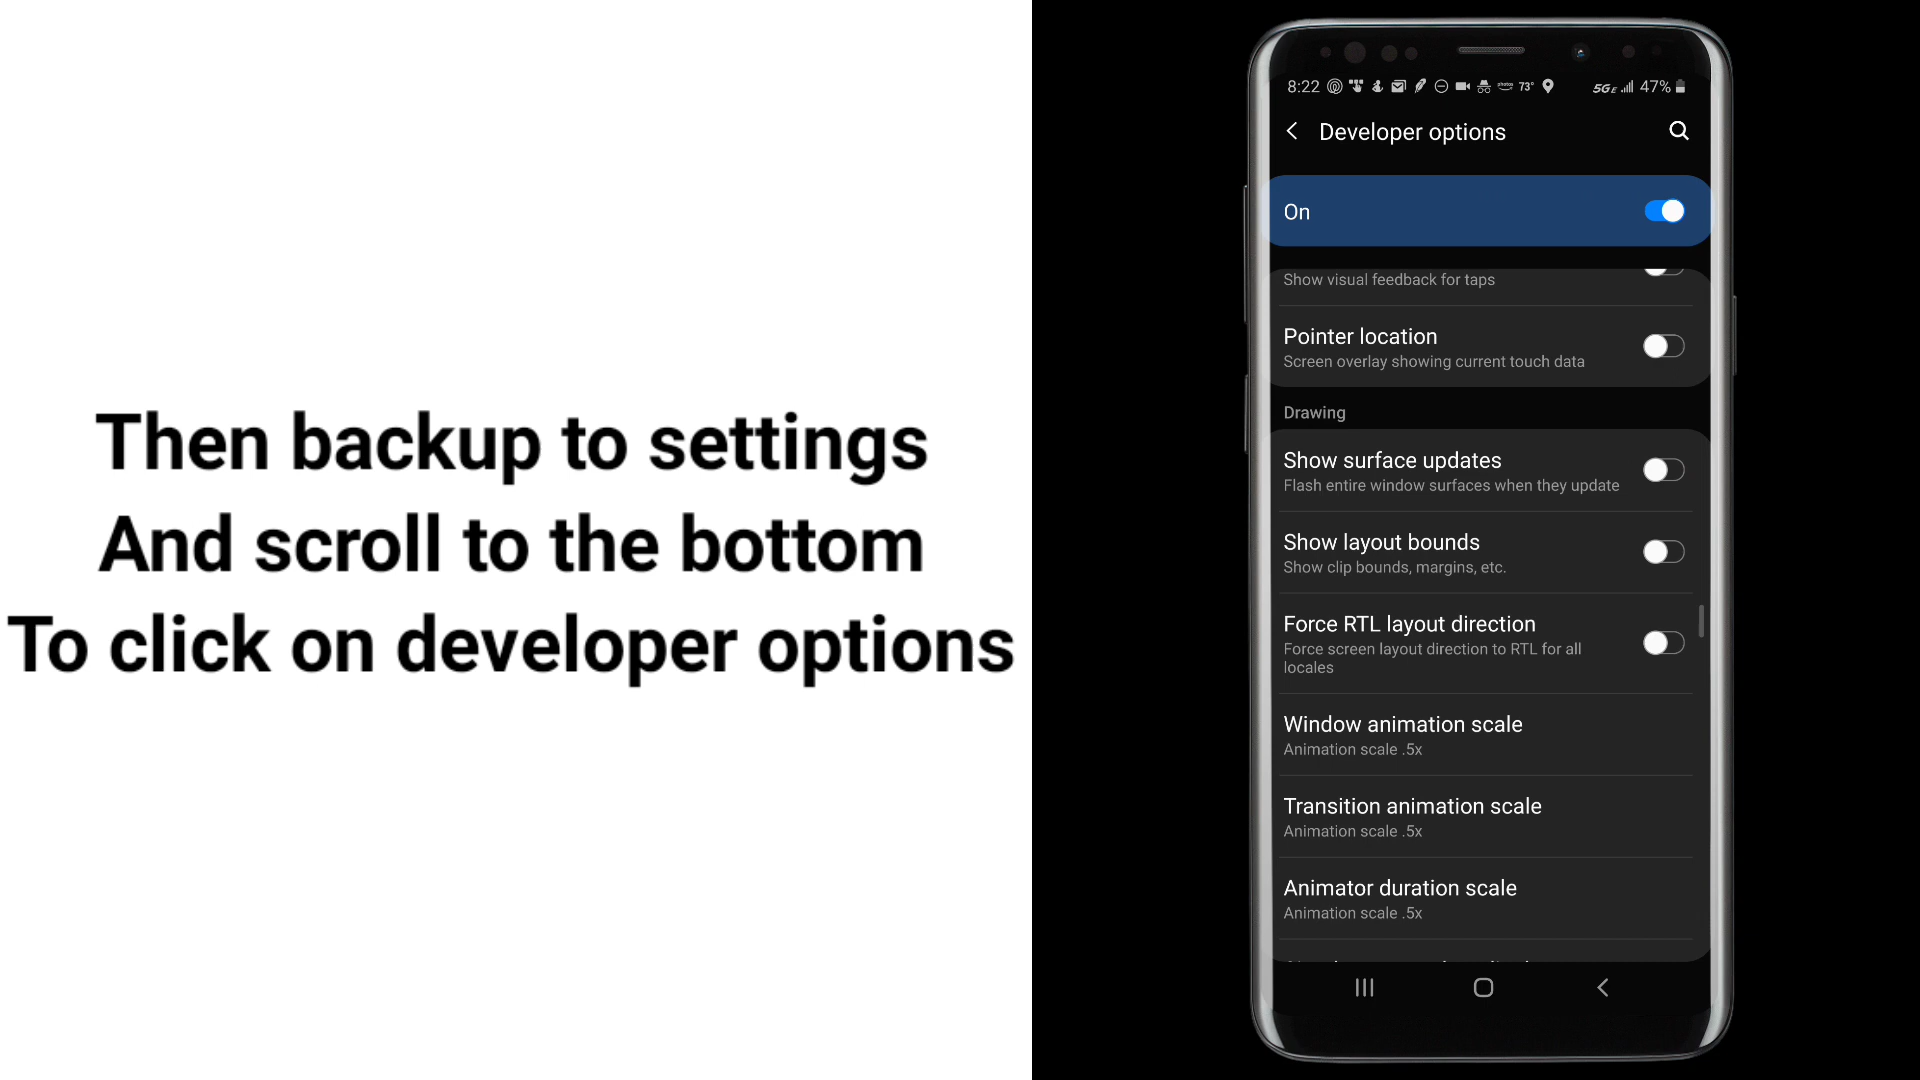 Then backup to settings
And scroll to the bottom
To click on developer options
8:22
73°
5GE
47%
Developer options
On
Show visual feedback for taps
Pointer location
Screen overlay showing current touch data
Drawing
Show surface updates
Flash entire window surfaces when they update
Show layout bounds
Show clip bounds, margins, etc.
Force RTL layout direction
Force screen layout direction to RTL for all
locales
Window animation scale
Animation scale .5x
Transition animation scale
Animation scale .5x
Animator duration scale
Animation scale .5x